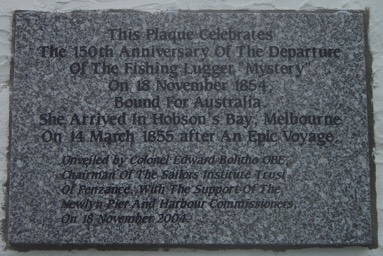 This Plaque Celebrates
The 150th Anniversary Of The Departure
Of The Fishing Lugger "Mystery"
On 18 November 1854,
Bound For Australia.
She Arrived In Hobson's Bay, Melbourne
On 14 March 1855 after An Epic Voyage.
Unveiled by Colonel Edward Bolitho OBE,
Chairman Of The Sailors Institute Trust
Of Penzance, With The Support Of The
Newlyn Pier And Harbour Commissioners,
On 18 November 2004.